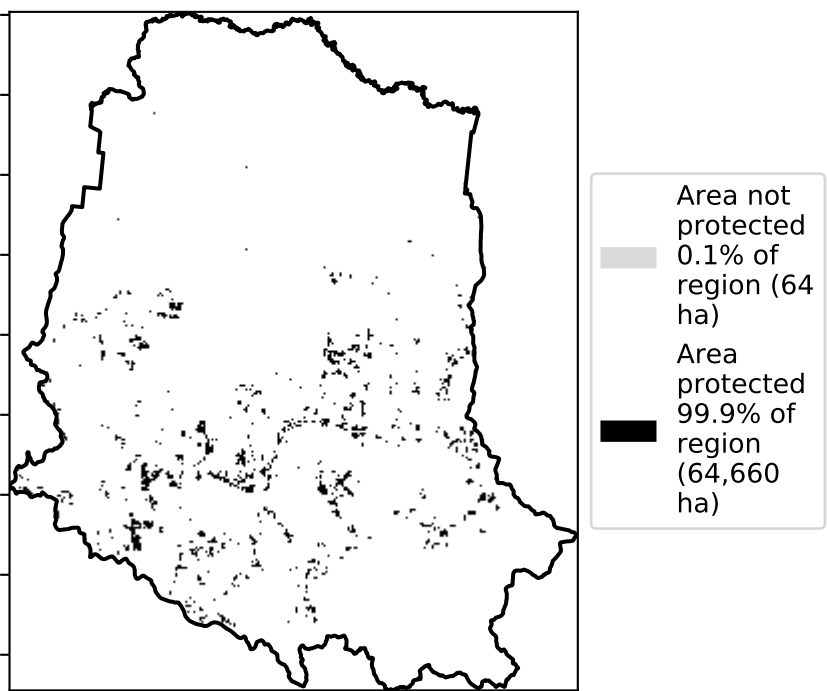 Area not
protected
0.1% of
region (64
ha)
Area
protected
99.9% of
region
(64,660
ha)